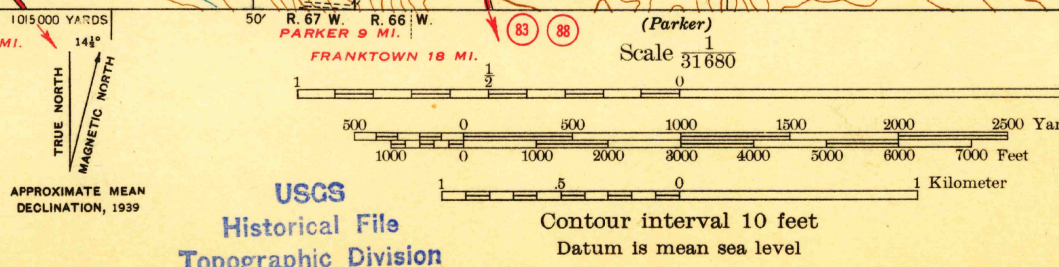 1015000 YARDS
50′ R. 67 W. R. 66 W.
MI.
PARKER 9 MI.
FRANKTOWN 18 MI.
83 88
(Parker)
Scale 1/31680
14½°
TRUE NORTH
MAGNETIC NORTH
APPROXIMATE MEAN
DECLINATION, 1939
1 1/2 0
500 0 500 1000 1500 2000 2500
1000 0 1000 2000 3000 4000 5000 6000 7000 Feet
1 .5 0 1 Kilometer
USGS
Historical File
Topographic Division
Contour interval 10 feet
Datum is mean sea level